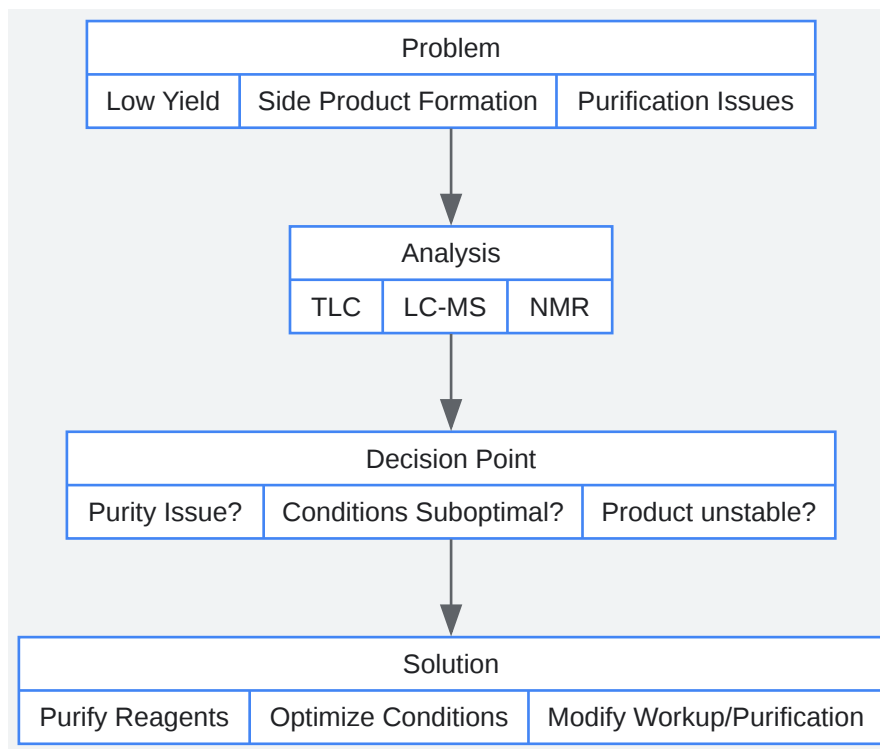 Problem
Low Yield Side Product Formation Purification Issues
Analysis
TLC LC-MS NMR
Decision Point
Purity Issue? Conditions Suboptimal? Product unstable?
Solution
Purify Reagents Optimize Conditions Modify Workup/Purification